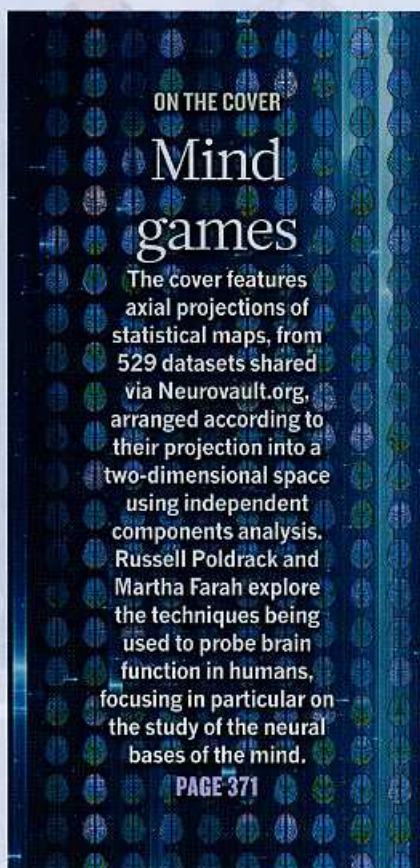 ON THE COVER
Mind
games
The cover features
axial projections of
statistical maps, from
529 datasets shared
via Neurovault.org,
arranged according to
their projection into a
two-dimensional space
using independent
components analysis.
Russell Poldrack and
Martha Farah explore
the techniques being
used to probe brain
function in humans,
focusing in particular on
the study of the neural
bases of the mind.
PAGE 371